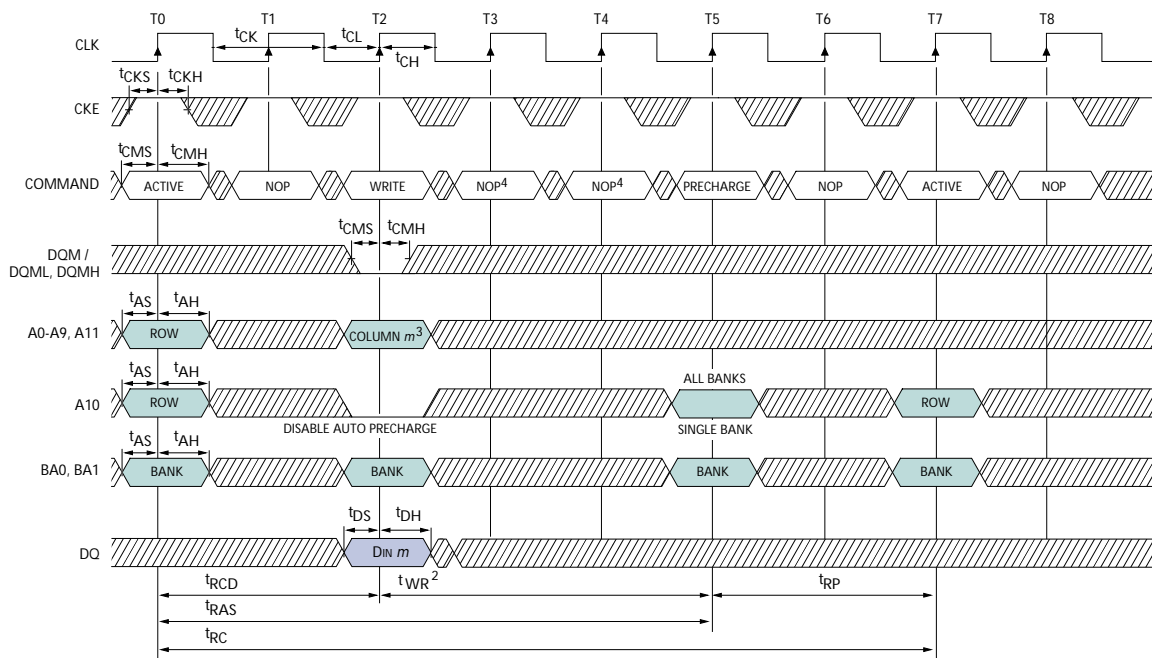 T0 T1 T2 T3 T4 T5 T6 T7 T8
CLK
tCK tCL
tCH
tCKS tCKH
CKE
tCMS tCMH
COMMAND ACTIVE NOP WRITE NOP4 NOP4 PRECHARGE NOP ACTIVE NOP
tCMS tCMH
DQM /
DQML, DQMH
tAS tAH
A0-A9, A11 ROW COLUMN m3
tAS tAH
ALL BANKS
A10 ROW ROW
DISABLE AUTO PRECHARGE SINGLE BANK
tAS tAH
BA0, BA1 BANK BANK BANK BANK
tDS tDH
DQ DIN m
tRCD tWR2 tRP
tRAS
tRC